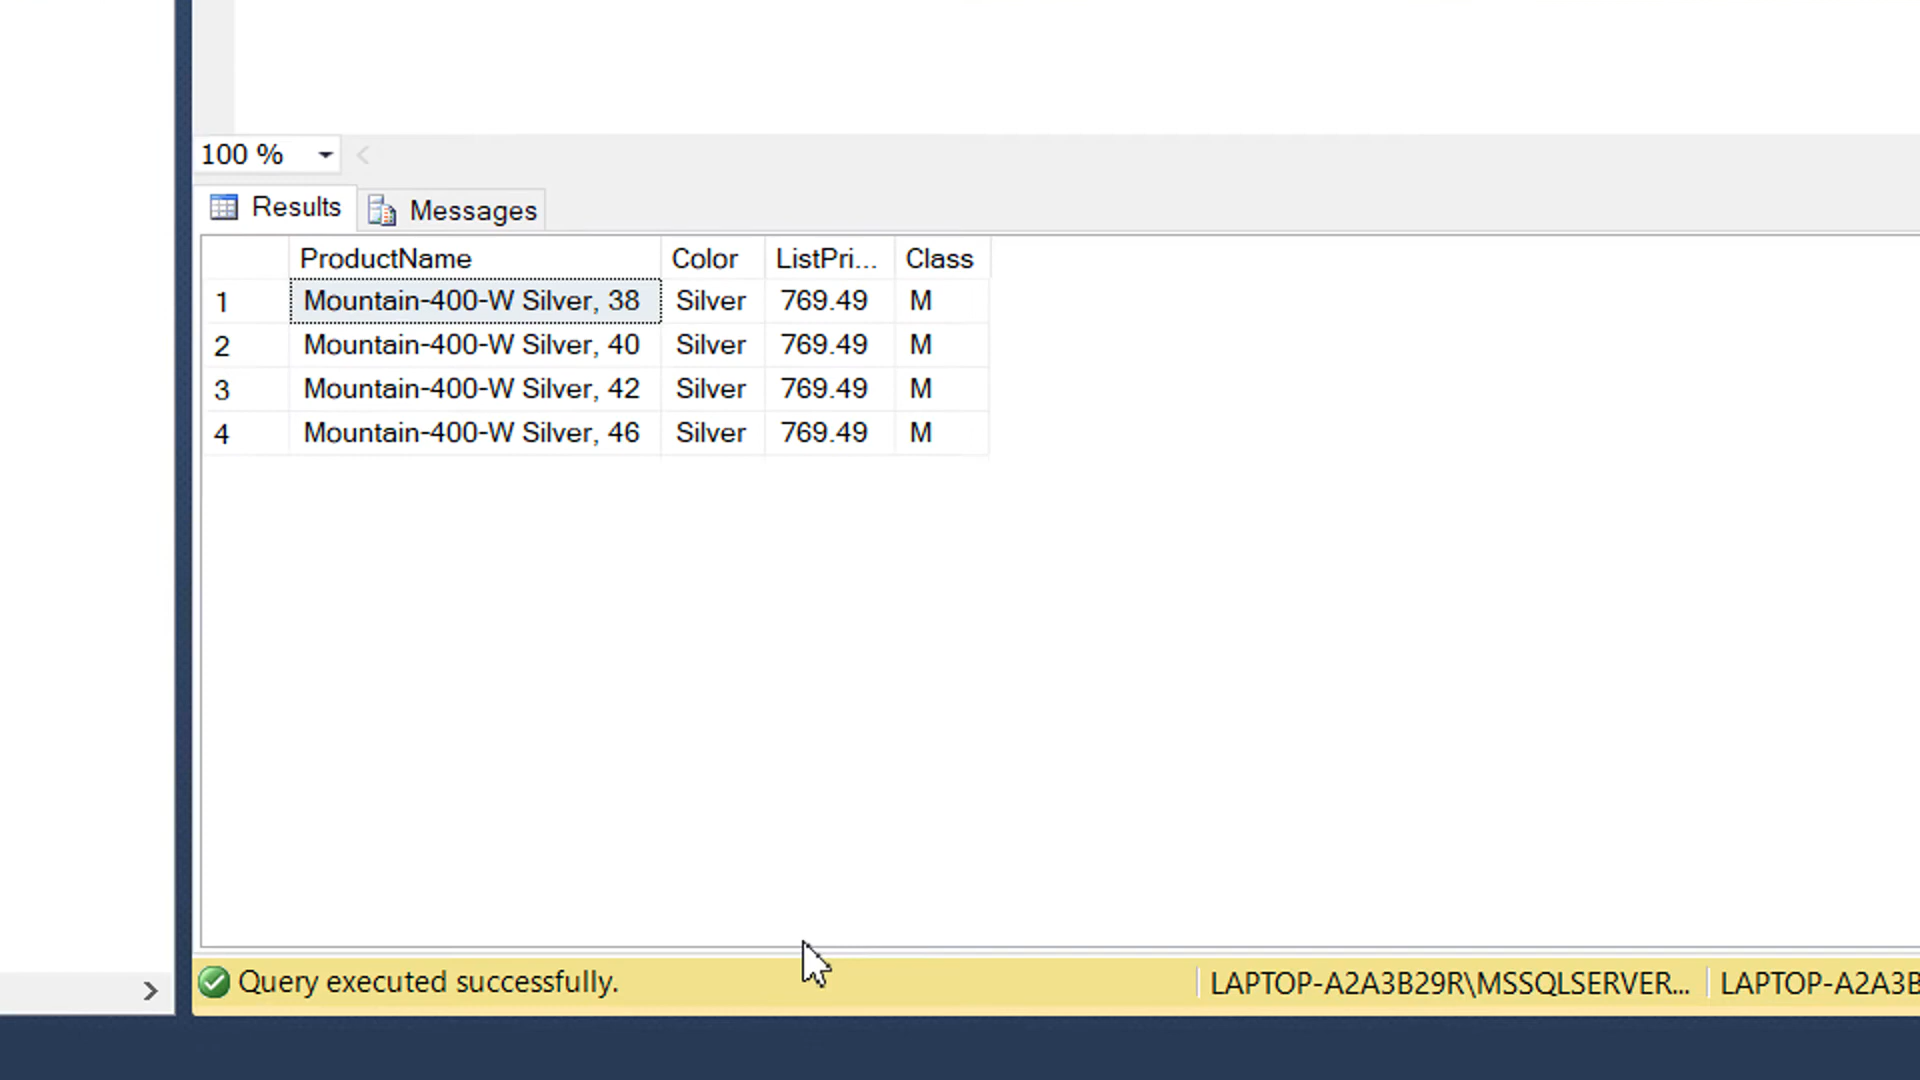 100 %
Results Messages
ProductName Color ListPri... Class
1 Mountain-400-W Silver, 38 Silver 769.49 M
2 Mountain-400-W Silver, 40 Silver 769.49 M
3 Mountain-400-W Silver, 42 Silver 769.49 M
4 Mountain-400-W Silver, 46 Silver 769.49 M
Query executed successfully. LAPTOP-A2A3B29R\MSSQLSERVER... LAPTOP-A2A3B